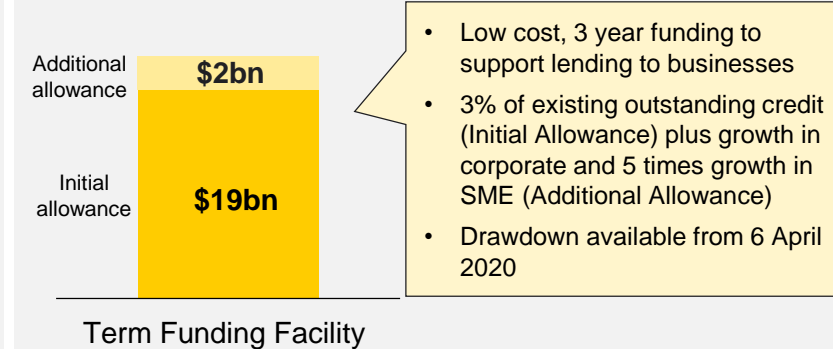 Additional
allowance
$2bn
Initial
allowance
$19bn
Term Funding Facility
• Low cost, 3 year funding to
support lending to businesses
• 3% of existing outstanding credit
(Initial Allowance) plus growth in
corporate and 5 times growth in
SME (Additional Allowance)
• Drawdown available from 6 April
2020